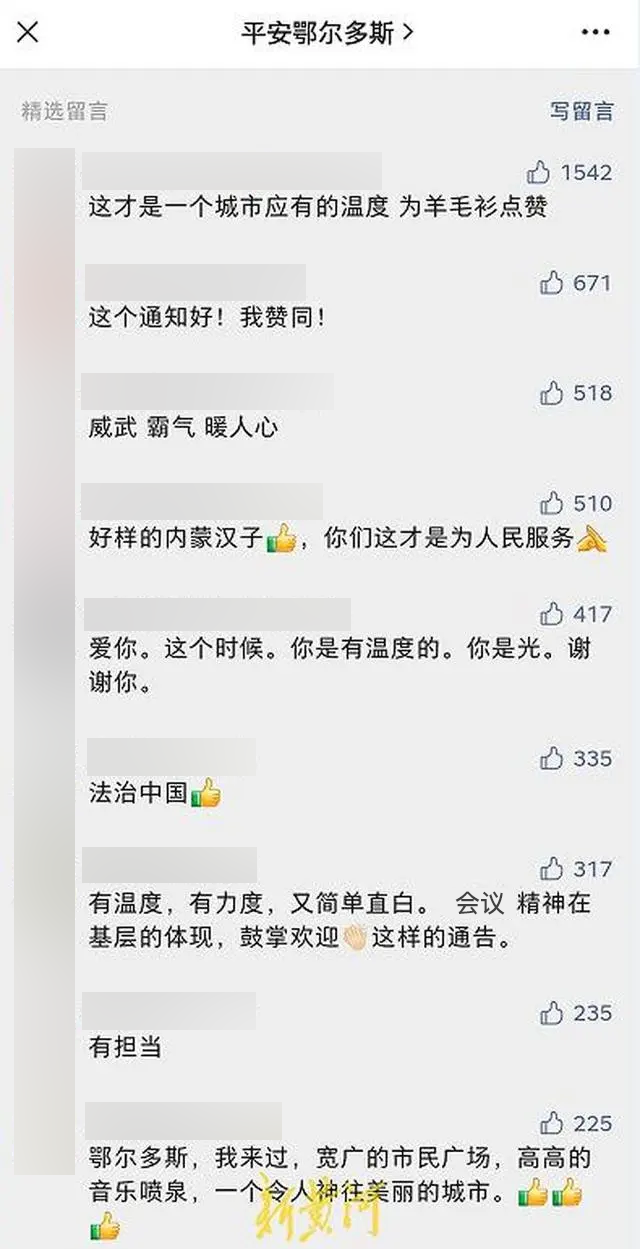 平安鄂尔多斯
精选留言
写留言
1542
这才是一个城市应有的温度 为羊毛衫点赞
671
这个通知好！我赞同！
518
威武 霸气 暖人心
510
好样的内蒙汉子👍，你们这才是为人民服务
417
爱你。这个时候。你是有温度的。你是光。谢
谢你。
335
法治中国👍
317
有温度，有力度，又简单直白。 会议 精神在
基层的体现，鼓掌欢迎👏🏻这样的通告。
235
有担当
225
鄂尔多斯，我来过，宽广的市民广场，高高的
音乐喷泉，一个令人神往美丽的城市。👍👍
👍
新黄河